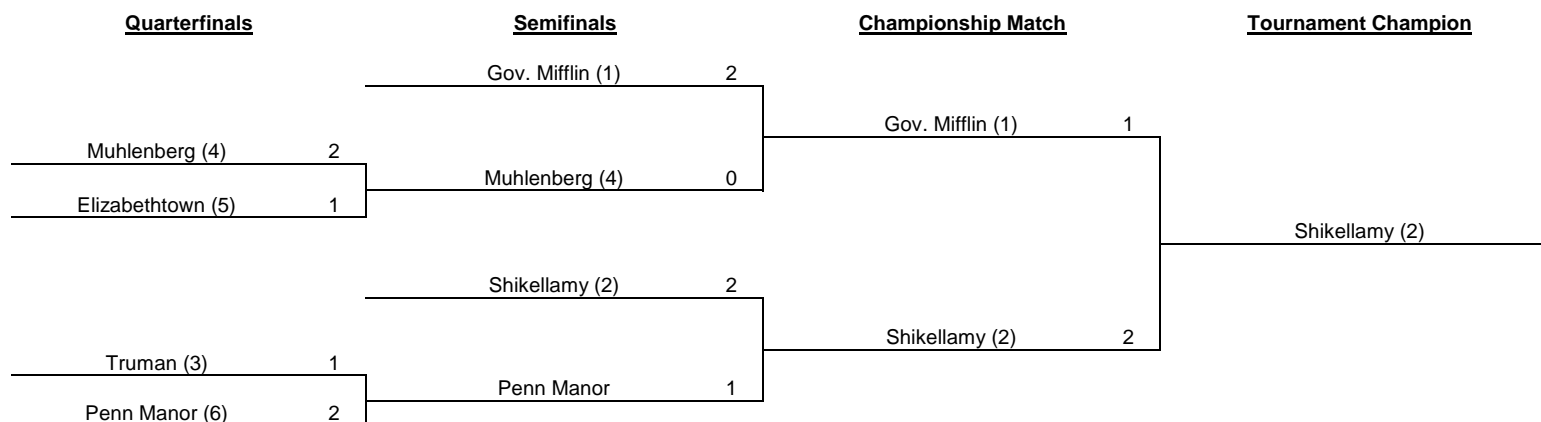 Quarterfinals Semifinals Championship Match Tournament Champion
Gov. Mifflin (1) 2
Gov. Mifflin (1) 1
Muhlenberg (4) 2
Muhlenberg (4) 0
Elizabethtown (5) 1
Shikellamy (2)
Shikellamy (2) 2
Shikellamy (2) 2
Truman (3) 1
Penn Manor 1
Penn Manor (6) 2